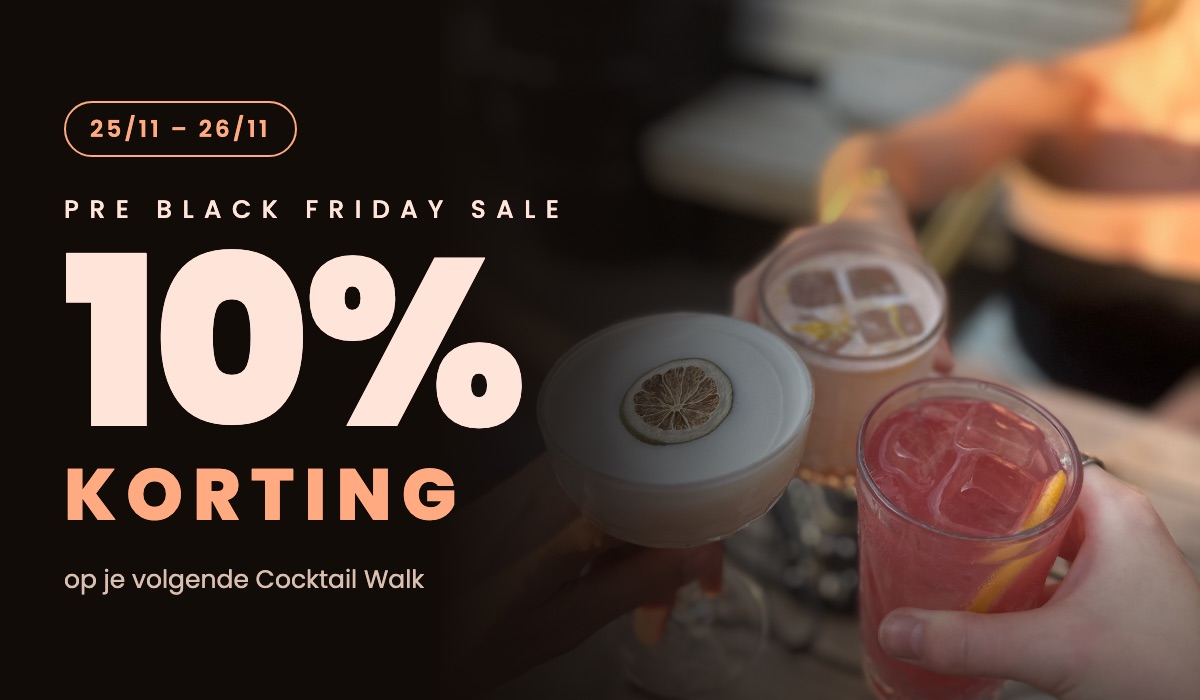 25/11 – 26/11
PRE BLACK FRIDAY SALE
10%
KORTING
op je volgende Cocktail Walk